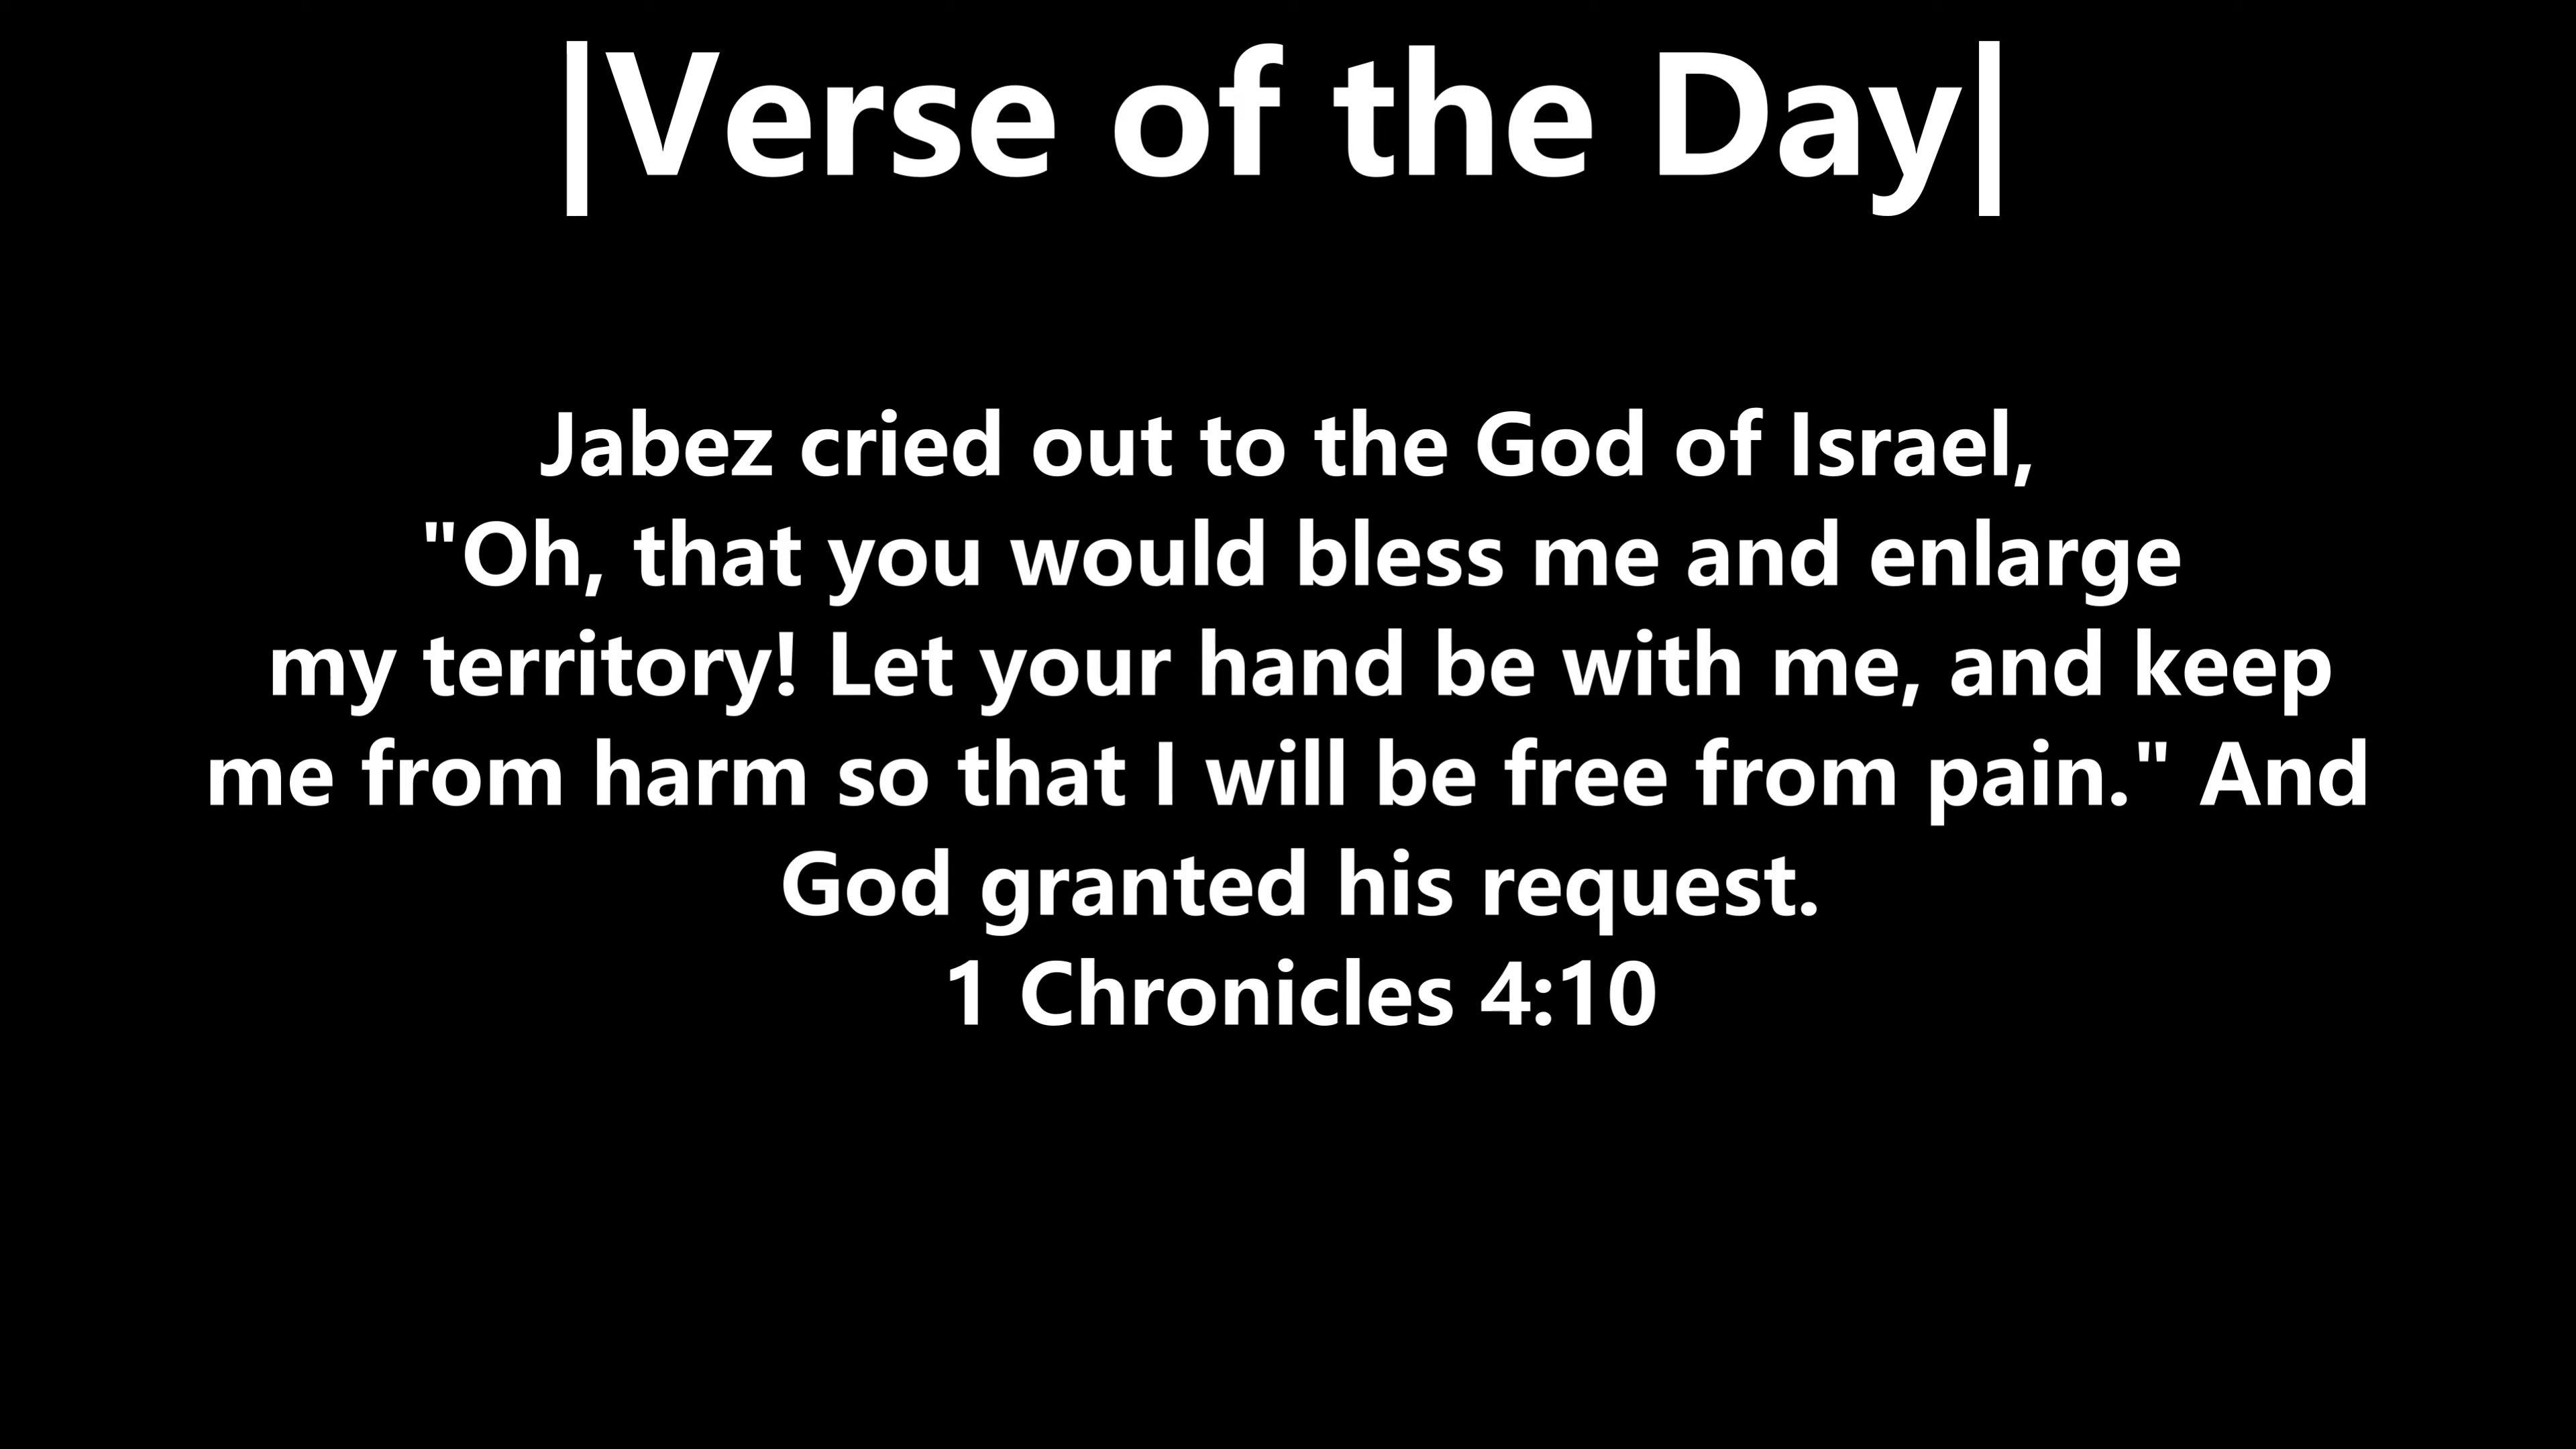 |Verse of the Day|
Jabez cried out to the God of Israel,
"Oh, that you would bless me and enlarge
my territory! Let your hand be with me, and keep
me from harm so that I will be free from pain." And
God granted his request.
1 Chronicles 4:10